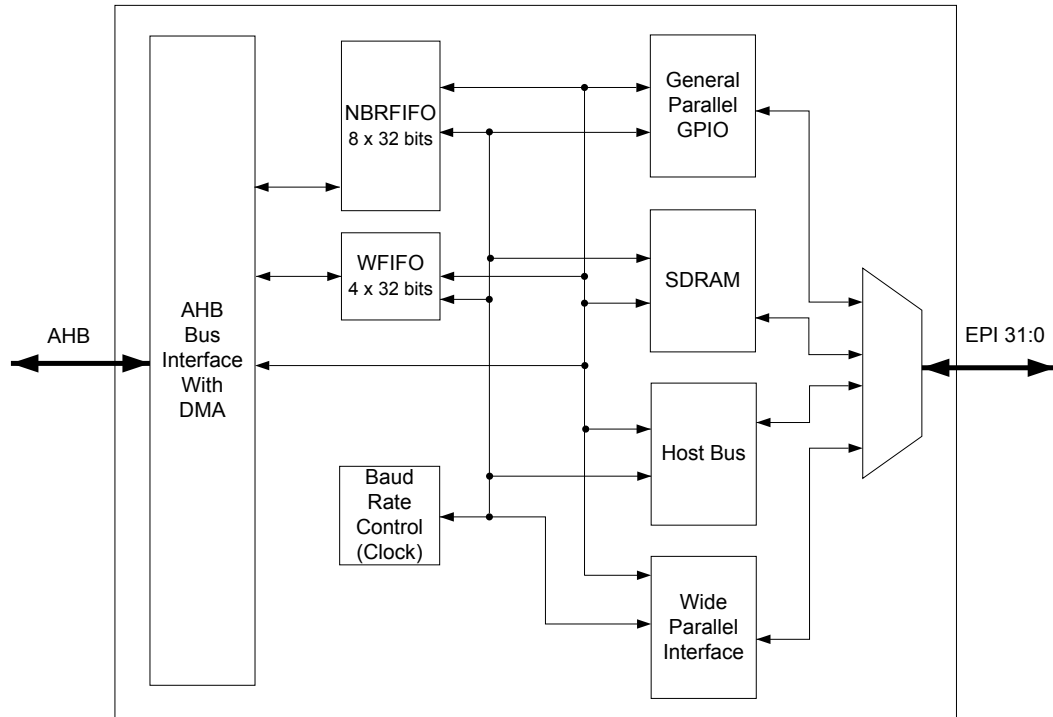 AHB
AHB
Bus
Interface
With
DMA
NBRFIFO
8 x 32 bits
WFIFO
4 x 32 bits
Baud
Rate
Control
(Clock)
General
Parallel
GPIO
SDRAM
Host Bus
Wide
Parallel
Interface
EPI 31:0